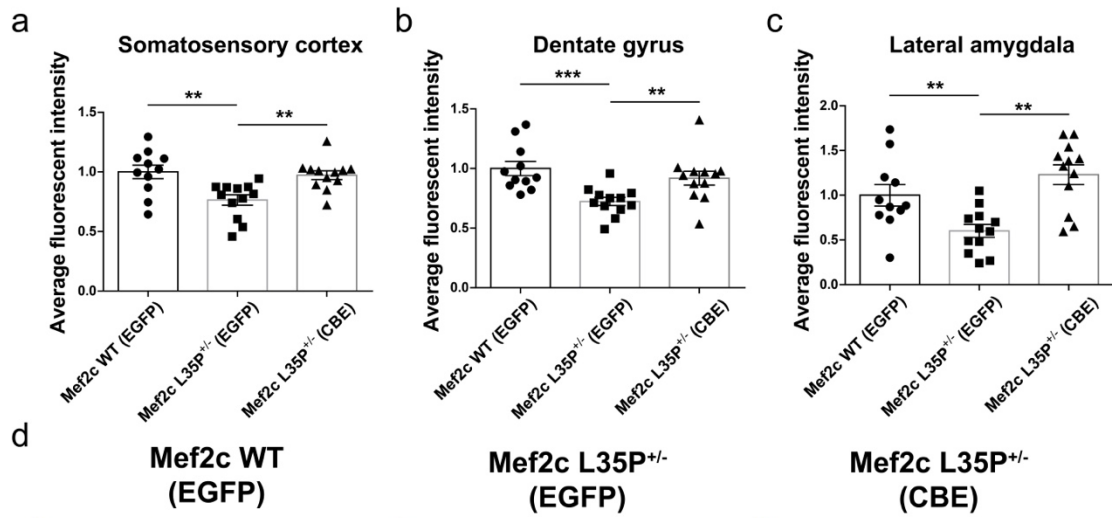 a
Somatosensory cortex
Average fluorescent intensity
1.5
1.0
0.5
0.0
**
**
Mef2c WT (EGFP)
Mef2c L35P+/- (EGFP)
Mef2c L35P+/- (CBE)
b
Dentate gyrus
Average fluorescent intensity
1.5
1.0
0.5
0.0
***
**
Mef2c WT (EGFP)
Mef2c L35P+/- (EGFP)
Mef2c L35P+/- (CBE)
c
Lateral amygdala
Average fluorescent intensity
2.0
1.5
1.0
0.5
0.0
**
**
Mef2c WT (EGFP)
Mef2c L35P+/- (EGFP)
Mef2c L35P+/- (CBE)
d
Mef2c WT
(EGFP)
Mef2c L35P+/-
(EGFP)
Mef2c L35P+/-
(CBE)